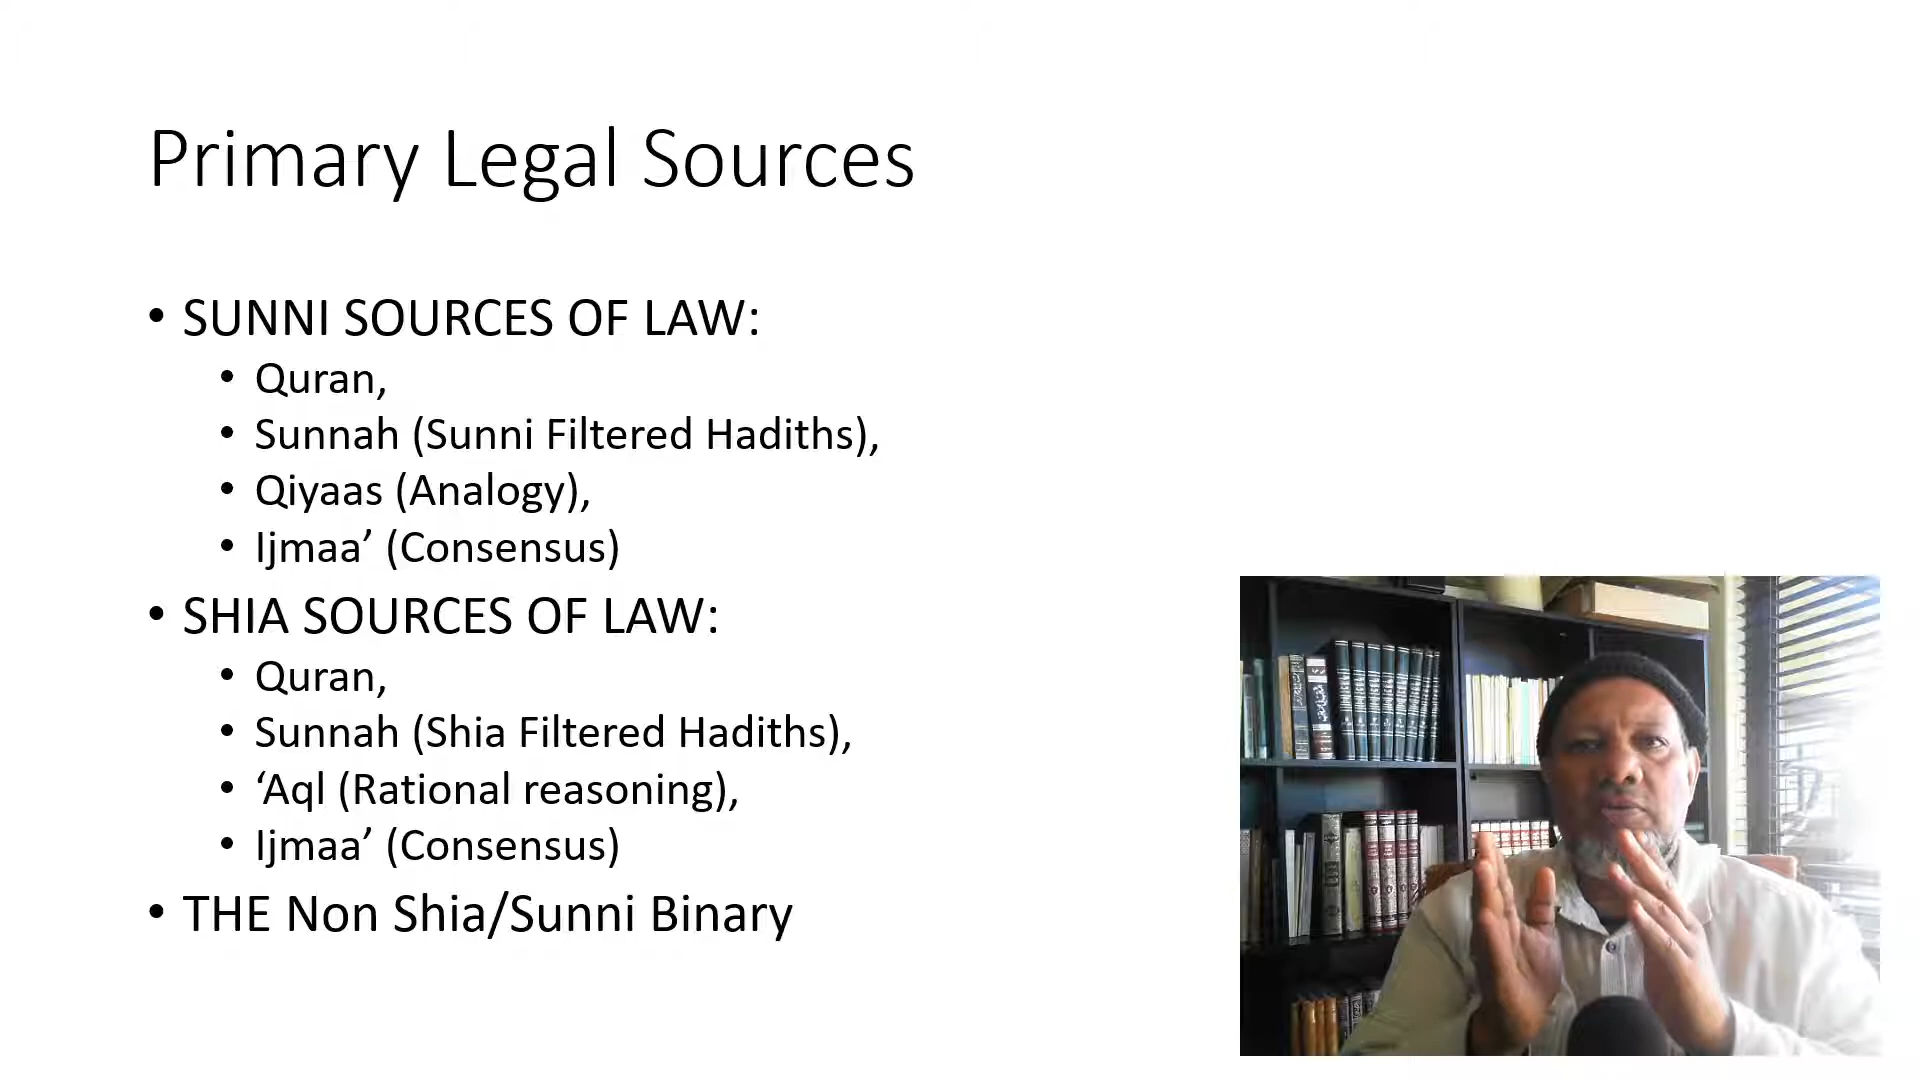 Primary Legal Sources
• SUNNI SOURCES OF LAW:
• Quran,
• Sunnah (Sunni Filtered Hadiths),
• Qiyaas (Analogy),
• Ijmaa’ (Consensus)
• SHIA SOURCES OF LAW:
• Quran,
• Sunnah (Shia Filtered Hadiths),
• ‘Aql (Rational reasoning),
• Ijmaa’ (Consensus)
• THE Non Shia/Sunni Binary